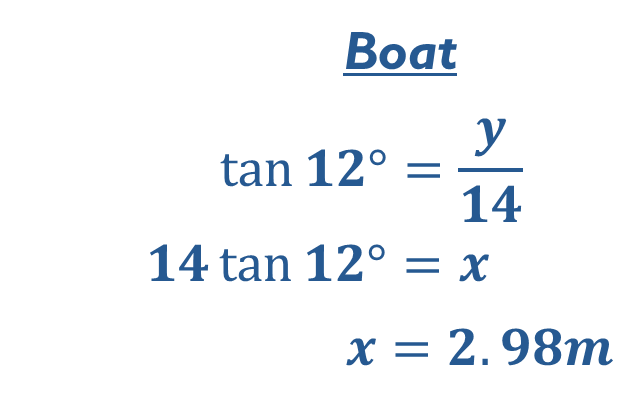 Boat
tan 12° = y/14
14 tan 12° = x
x = 2.98m